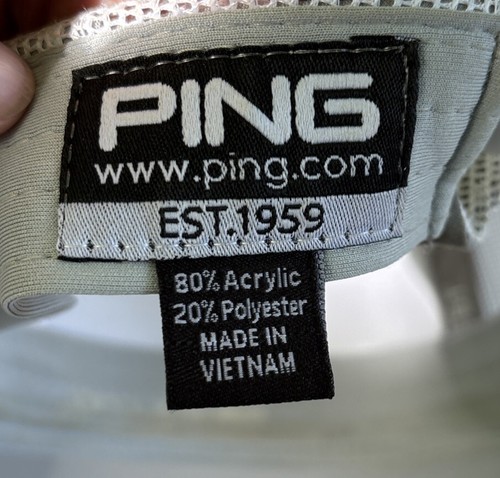 PING
www.ping.com
EST.1959
80% Acrylic
20% Polyester
MADE IN
VIETNAM